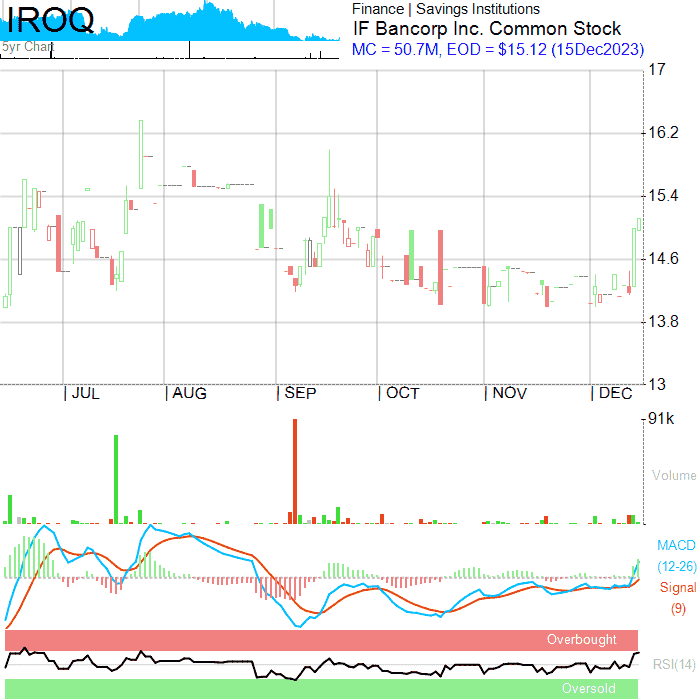 IROQ
5yr Chart
Finance | Savings Institutions
IF Bancorp Inc. Common Stock
MC = 50.7M, EOD = $15.12 (15Dec2023)
17
16.2
15.4
14.6
13.8
13
| JUL | AUG | SEP | OCT | NOV | DEC
91k
Volume
MACD
(12-26)
Signal
(9)
Overbought
RSI(14)
Oversold